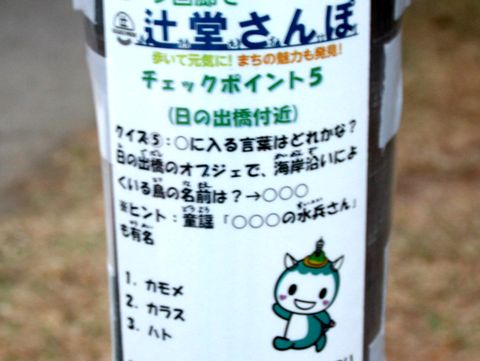 辻堂さんぽ
歩いて元気に！まちの魅力も発見！
チェックポイント５
（日の出橋付近）
クイズ⑤：○に入る言葉はどれかな？
日の出橋のオブジェで、海岸沿いによ
くいる鳥の名前は？→○○○
※ヒント：童謡「○○○の水兵さん」
も有名
1. カモメ
2. カラス
3. ハト